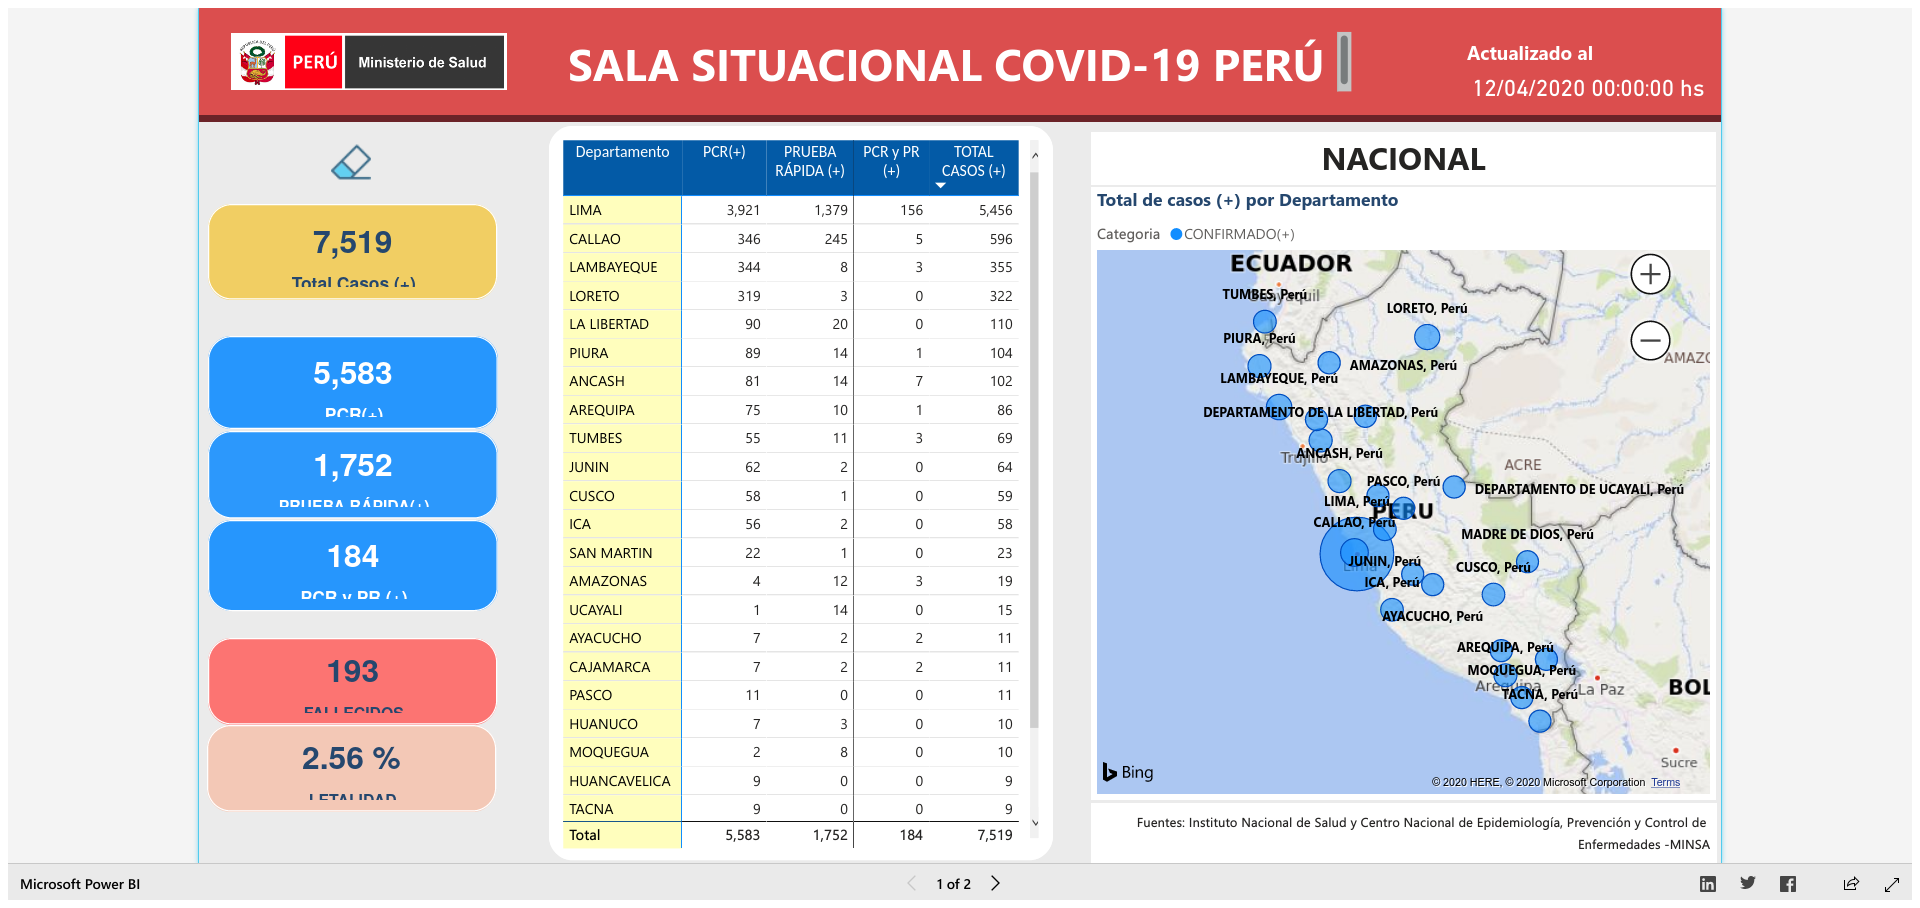 PERÚ
Ministerio de Salud
SALA SITUACIONAL COVID-19 PERÚ
Actualizado al
12/04/2020 00:00:00 hs
7,519
Total Casos (+)
5,583
PCR(+)
1,752
PRUEBA RÁPIDA(+)
184
PCR y PR (+)
193
FALLECIDOS
2.56 %
LETALIDAD
Departamento PCR(+) PRUEBA RÁPIDA (+) PCR y PR (+) TOTAL CASOS (+)
LIMA 3,921 1,379 156 5,456
CALLAO 346 245 5 596
LAMBAYEQUE 344 8 3 355
LORETO 319 3 0 322
LA LIBERTAD 90 20 0 110
PIURA 89 14 1 104
ANCASH 81 14 7 102
AREQUIPA 75 10 1 86
TUMBES 55 11 3 69
JUNIN 62 2 0 64
CUSCO 58 1 0 59
ICA 56 2 0 58
SAN MARTIN 22 1 0 23
AMAZONAS 4 12 3 19
UCAYALI 1 14 0 15
AYACUCHO 7 2 2 11
CAJAMARCA 7 2 2 11
PASCO 11 0 0 11
HUANUCO 7 3 0 10
MOQUEGUA 2 8 0 10
HUANCAVELICA 9 0 0 9
TACNA 9 0 0 9
Total 5,583 1,752 184 7,519
NACIONAL
Total de casos (+) por Departamento
Categoria CONFIRMADO(+)
ECUADOR
TUMBES, Perú
LORETO, Perú
PIURA, Perú
AMAZONAS, Perú
LAMBAYEQUE, Perú
DEPARTAMENTO DE LA LIBERTAD, Perú
ANCASH, Perú
ACRE
PASCO, Perú
DEPARTAMENTO DE UCAYALI, Perú
LIMA, Perú
PERU
CALLAO, Perú
MADRE DE DIOS, Perú
JUNIN, Perú
Lima
CUSCO, Perú
ICA, Perú
AYACUCHO, Perú
AREQUIPA, Perú
MOQUEGUA, Perú
Arequipa
TACNA, Perú
La Paz
BOL
Sucre
Bing
© 2020 HERE, © 2020 Microsoft Corporation Terms
Fuentes: Instituto Nacional de Salud y Centro Nacional de Epidemiología, Prevención y Control de
Enfermedades -MINSA
Microsoft Power BI
1 of 2